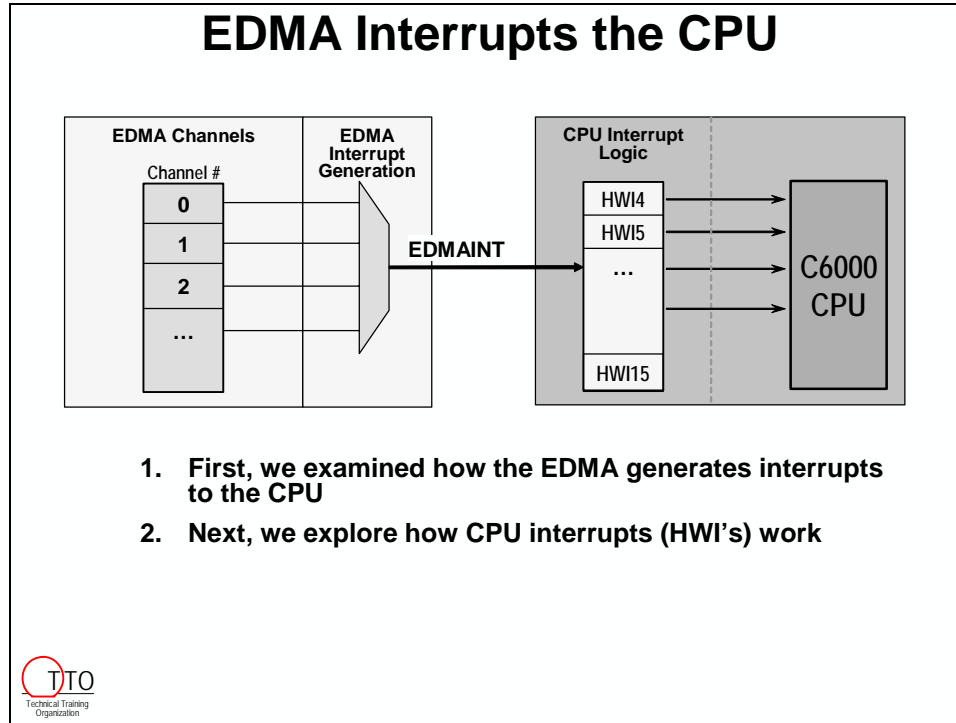 EDMA Interrupts the CPU
EDMA Channels
Channel #
0
1
2
...
EDMA
Interrupt
Generation
EDMAINT
CPU Interrupt
Logic
HWI4
HWI5
...
HWI15
C6000
CPU
1. First, we examined how the EDMA generates interrupts
to the CPU
2. Next, we explore how CPU interrupts (HWI's) work
TTO
Technical Training
Organization